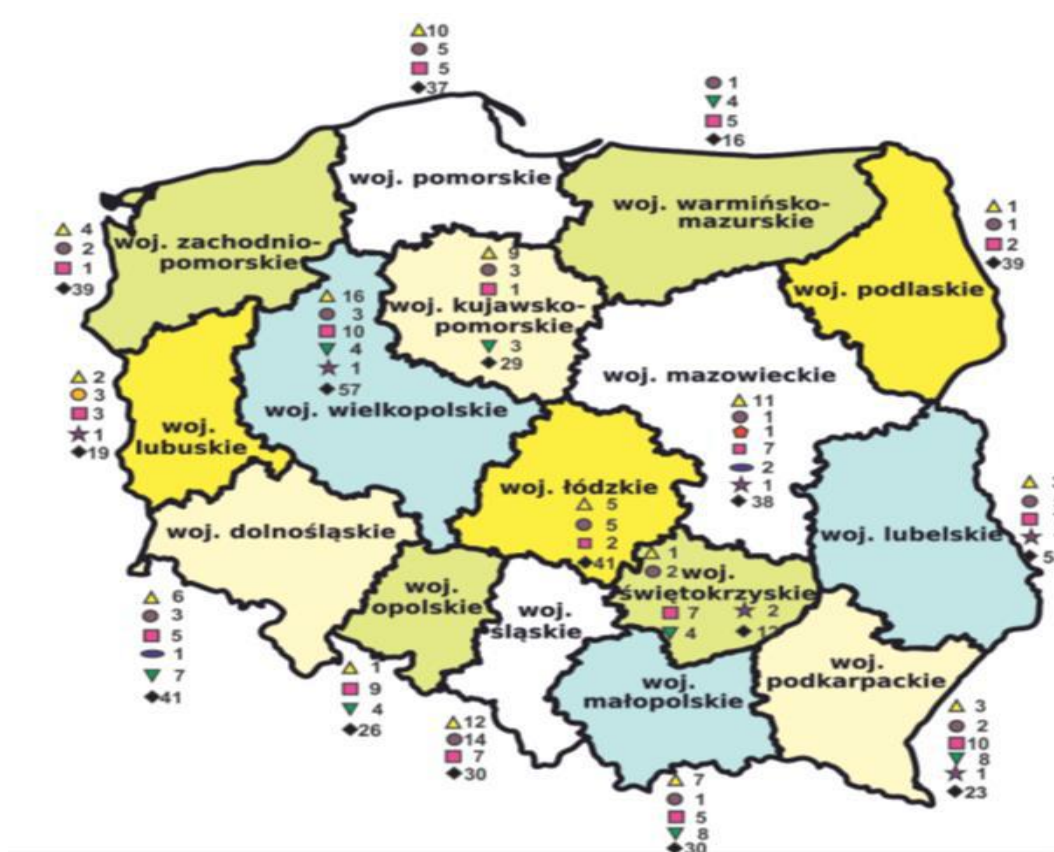 10
5
5
37
1
4
5
16
woj. pomorskie
woj. warmińsko-
mazurskie
1
1
2
39
4
2
1
39
woj. zachodnio-
pomorskie
9
3
1
woj. kujawsko-
pomorskie
3
29
woj. podlaskie
16
3
10
4
1
57
woj. wielkopolskie
woj. mazowieckie
11
1
1
7
2
1
38
2
3
3
1
19
woj.
lubuskie
woj. łódzkie
5
5
2
41
woj. dolnośląskie
woj. lubelskie
1
2
woj.
świętokrzyskie
7
2
4
woj.
opolskie
woj.
śląskie
6
3
5
1
7
41
woj.
małopolskie
woj.
podkarpackie
1
9
4
26
12
14
7
30
3
2
10
8
1
23
7
1
5
8
30